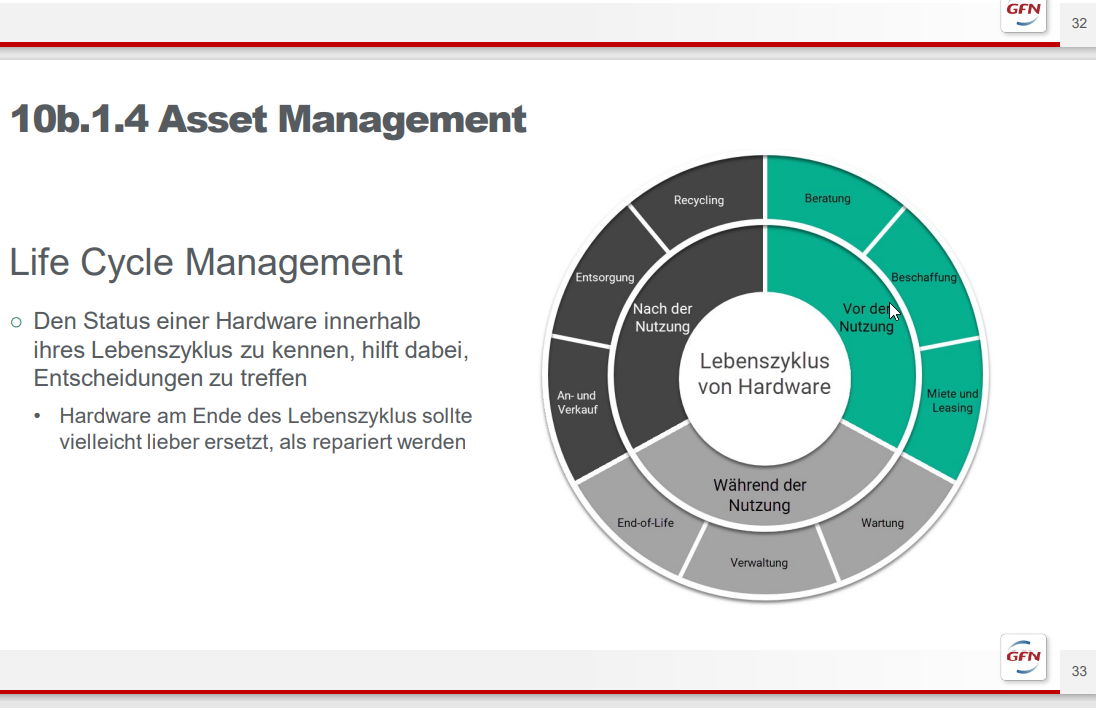 GFN
32
10b.1.4 Asset Management
Life Cycle Management
Den Status einer Hardware innerhalb
ihres Lebenszyklus zu kennen, hilft dabei,
Entscheidungen zu treffen
Hardware am Ende des Lebenszyklus sollte
vielleicht lieber ersetzt, als repariert werden
Recycling
Beratung
Entsorgung
Beschaffung
Nach der
Nutzung
Vor der
Nutzung
Lebenszyklus
von Hardware
An- und
Verkauf
Miete und
Leasing
Während der
Nutzung
End-of-Life
Wartung
Verwaltung
GFN
33